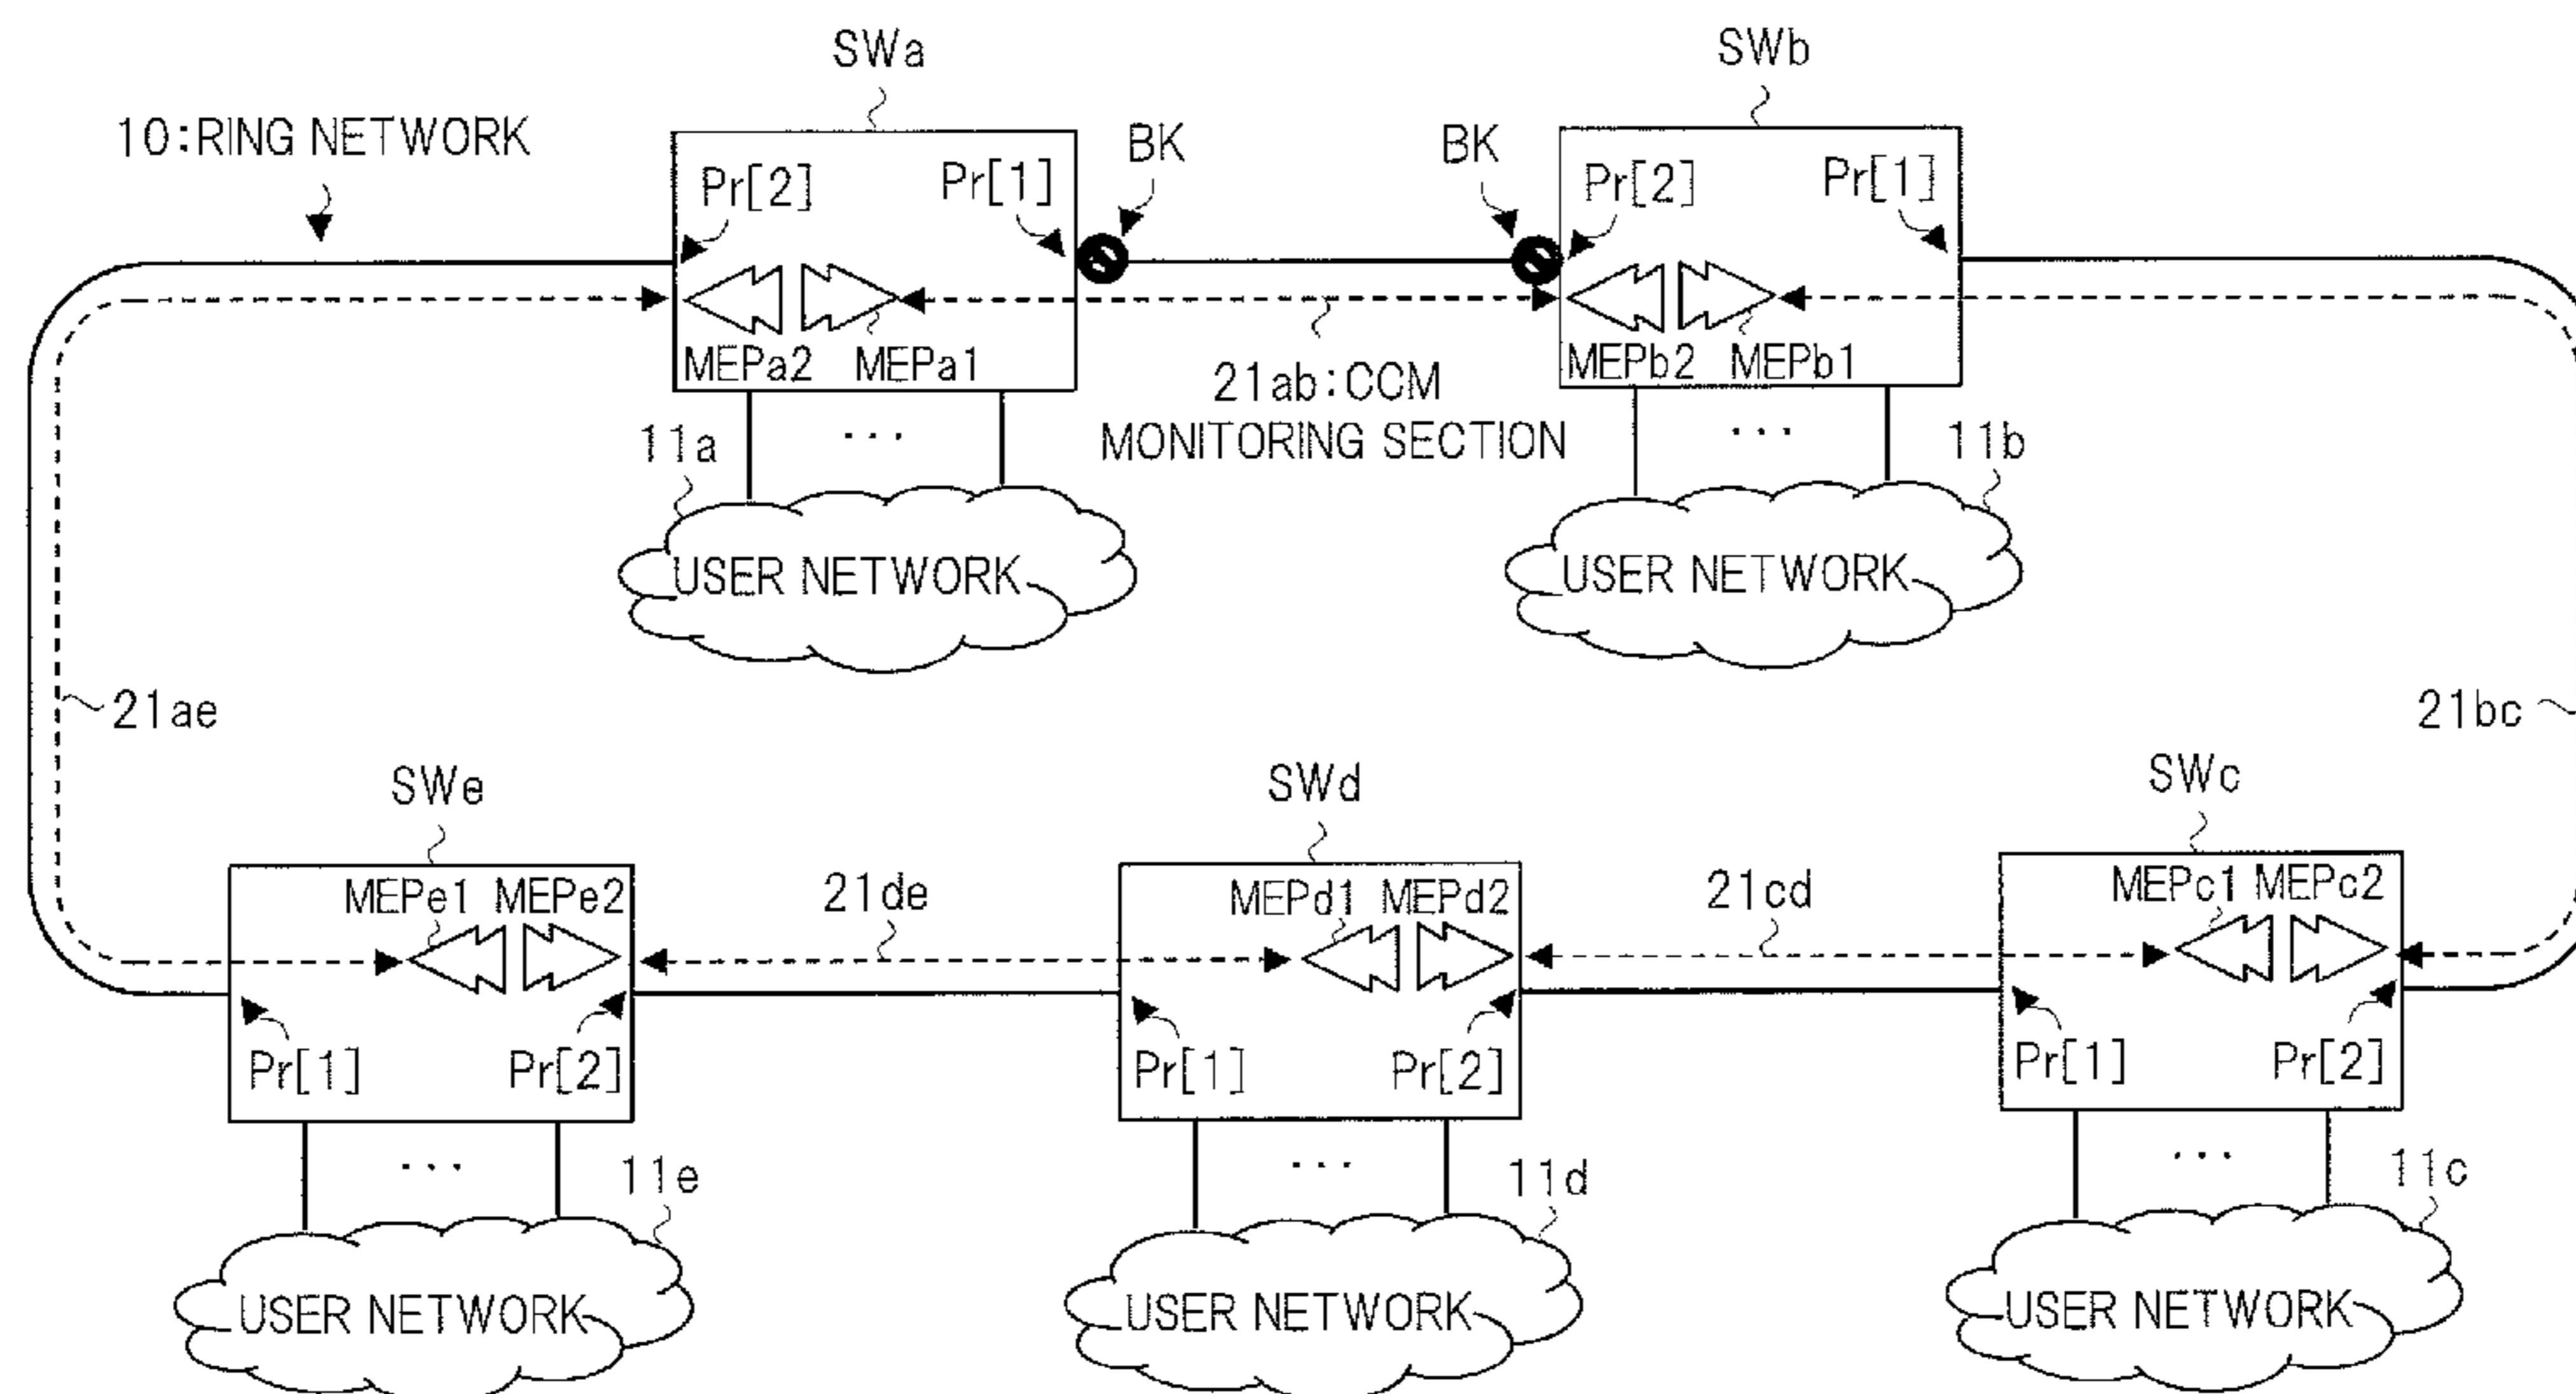 SWa
SWb
10:RING NETWORK
BK
BK
Pr[2]
Pr[1]
Pr[2]
Pr[1]
MEPa2
MEPa1
MEPb2
MEPb1
21ab:CCM
MONITORING SECTION
11a
...
...
11b
USER NETWORK
USER NETWORK
21ae
21bc
SWe
SWd
SWc
MEPe1
MEPe2
21de
MEPd1
MEPd2
21cd
MEPc1
MEPc2
Pr[1]
Pr[2]
Pr[1]
Pr[2]
Pr[1]
Pr[2]
...
11e
...
11d
...
11c
USER NETWORK
USER NETWORK
USER NETWORK